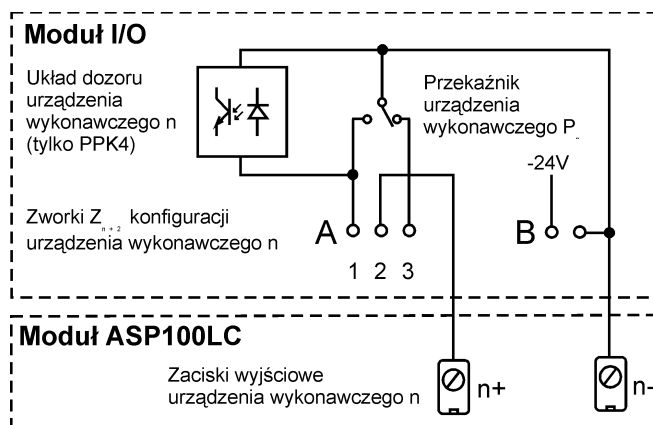 Moduł I/O
Układ dozoru
urządzenia
wykonawczego n
(tylko PPK4)
Przekaźnik
urządzenia
wykonawczego P
-24V
Zworki Z n + 2 konfiguracji
urządzenia wykonawczego n
A
B
1 2 3
Moduł ASP100LC
Zaciski wyjściowe
urządzenia wykonawczego n
n+
n-